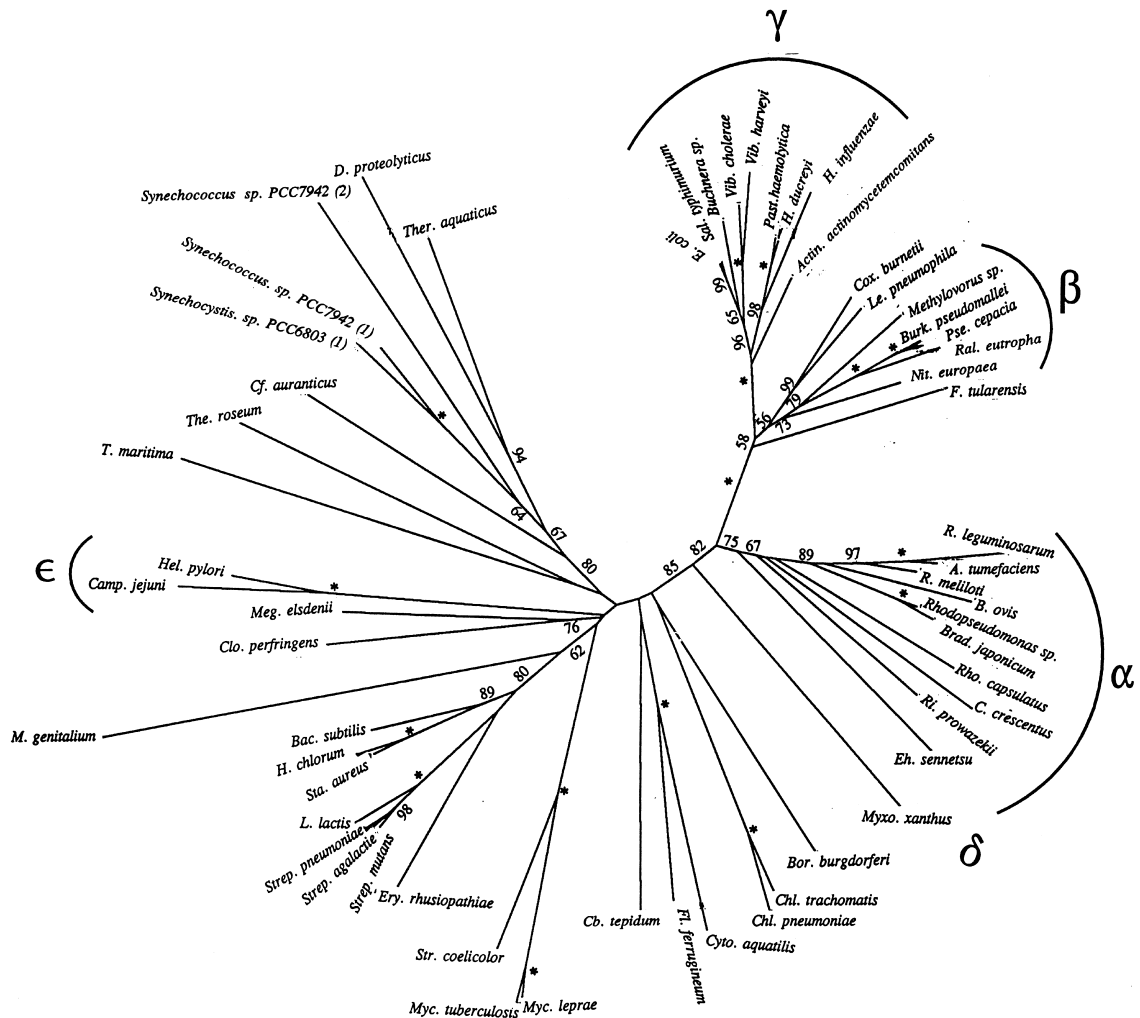 γ
D. proteolyticus
Synechococcus sp. PCC7942 (2)
Ther. aquaticus
Synechococcus. sp. PCC7942 (1)
Synechocystis. sp. PCC6803 (1)
Cf. auranticus
The. roseum
T. maritima
E. coli
Sal. typhimurium
Buchnera sp.
Vib. cholerae
Vib. harveyi
Past.haemolytica
H. ducreyi
H. influenzae
Actin. actinomycetemcomitans
99
65
96
98
*
*
*
β
Cox. burnetii
Le. pneumophila
Methylovorus sp.
Burk. pseudomallei
Pse. cepacia
Ral. eutropha
Nit. europaea
F. tularensis
*
*
99
79
56
73
58
*
*
94
64
67
80
ϵ
Hel. pylori
Camp. jejuni
*
Meg. elsdenii
Clo. perfringens
76
62
80
89
M. genitalium
Bac. subtilis
H. chlorum
Sta. aureus
*
*
L. lactis
98
Strep. pneumoniae
Strep. agalactie
Strep. mutans
Ery. rhusiopathiae
*
Str. coelicolor
*
Myc. tuberculosis
Myc. leprae
Cb. tepidum
*
Fl. ferrugineum
Cyto. aquatilis
*
Chl. trachomatis
Chl. pneumoniae
Bor. burgdorferi
85
82
75
67
89
97
*
R. leguminosarum
A. tumefaciens
R. meliloti
B. ovis
*
Rhodopseudomonas sp.
Brad. japonicum
Rho. capsulatus
C. crescentus
Ri. prowazekii
Eh. sennetsu
α
Myxo. xanthus
δ